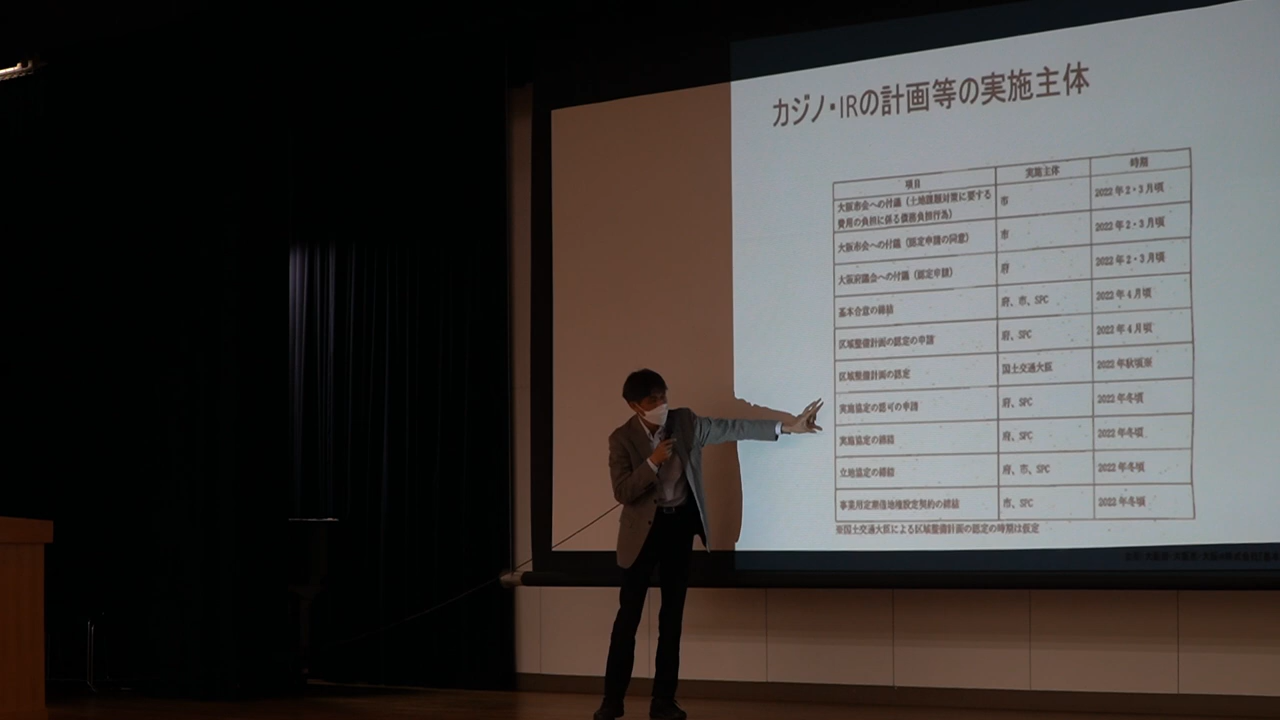 カジノ・IRの計画等の実施主体
項目 実施主体 時期
大阪市会への付議（土地課題対策に要する
費用の負担に係る債務負担行為） 市 2022年2・3月頃
大阪市会への付議（認定申請の同意） 市 2022年2・3月頃
大阪府議会への付議（認定申請） 府 2022年2・3月頃
基本合意の締結 府、市、SPC 2022年4月頃
区域整備計画の認定の申請 府、SPC 2022年4月頃
区域整備計画の認定 国土交通大臣 2022年秋頃※
実施協定の認可の申請 府、SPC 2022年冬頃
実施協定の締結 府、SPC 2022年冬頃
立地協定の締結 府、市、SPC 2022年冬頃
事業用定期借地権設定契約の締結 市、SPC 2022年冬頃
※国土交通大臣による区域整備計画の認定の時期は仮定